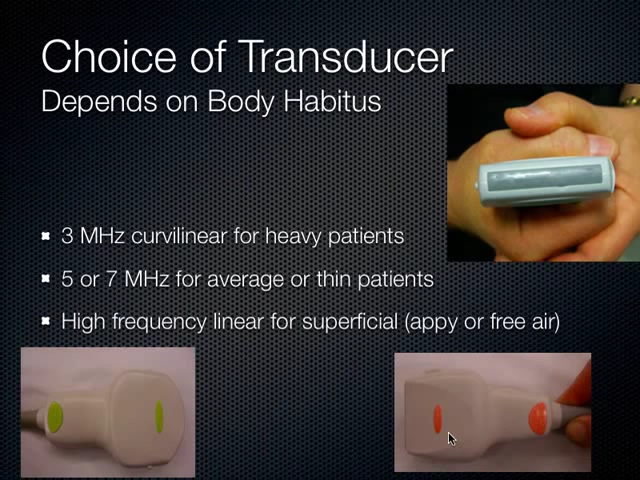 Choice of Transducer
Depends on Body Habitus
3 MHz curvilinear for heavy patients
5 or 7 MHz for average or thin patients
High frequency linear for superficial (appy or free air)